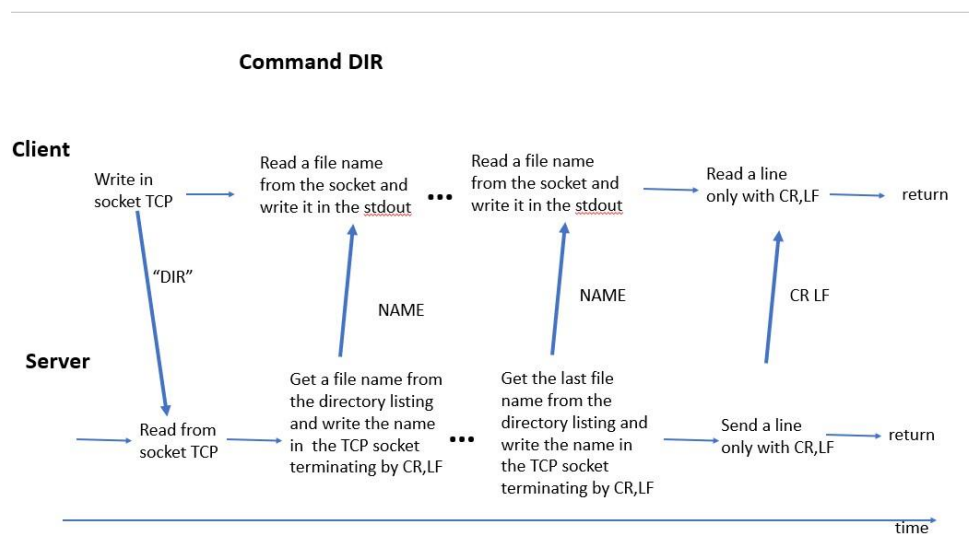 Command DIR
Client
Write in
socket TCP
Read a file name
from the socket and
write it in the stdout
...
Read a file name
from the socket and
write it in the stdout
Read a line
only with CR,LF
return
"DIR"
NAME
NAME
CR LF
Server
Read from
socket TCP
Get a file name from
the directory listing
and write the name
in the TCP socket
terminating by CR,LF
...
Get the last file
name from the
directory listing and
write the name in
the TCP socket
terminating by CR,LF
Send a line
only with CR,LF
return
time